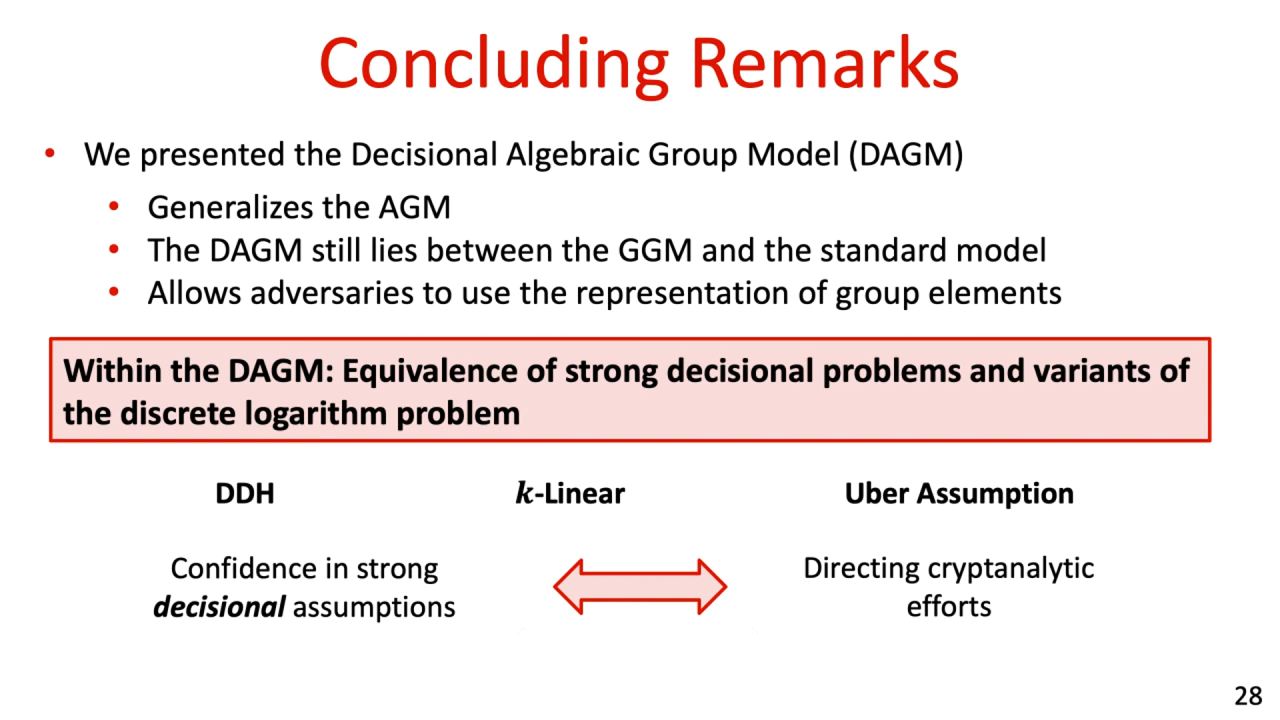 Concluding Remarks
• We presented the Decisional Algebraic Group Model (DAGM)
• Generalizes the AGM
• The DAGM still lies between the GGM and the standard model
• Allows adversaries to use the representation of group elements
Within the DAGM: Equivalence of strong decisional problems and variants of
the discrete logarithm problem
DDH
k-Linear
Uber Assumption
Confidence in strong
decisional assumptions
Directing cryptanalytic
efforts
28